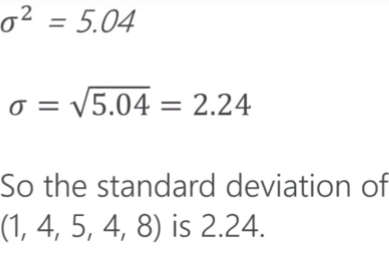 σ² = 5.04
σ = √5.04 = 2.24
So the standard deviation of
(1, 4, 5, 4, 8) is 2.24.